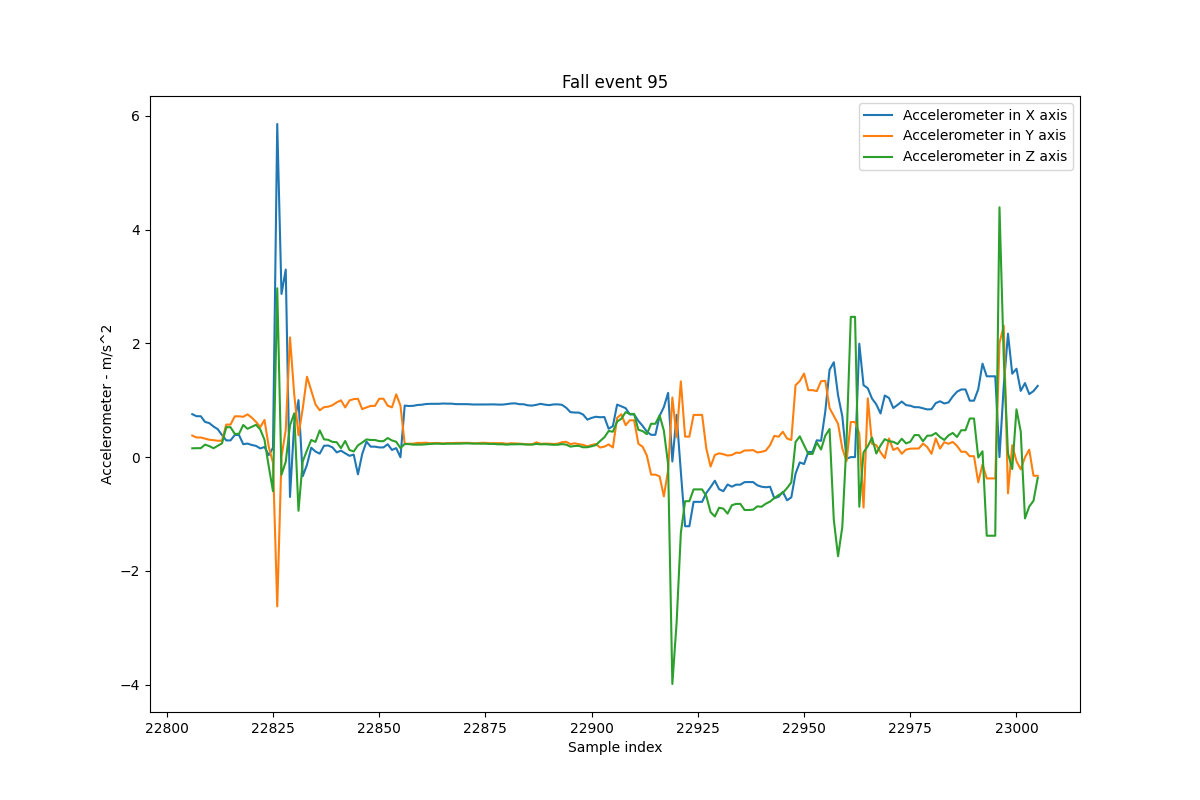 Fall event 95
Accelerometer in X axis
Accelerometer in Y axis
Accelerometer in Z axis
6
4
2
0
−2
−4
Accelerometer - m/s^2
22800 22825 22850 22875 22900 22925 22950 22975 23000
Sample index